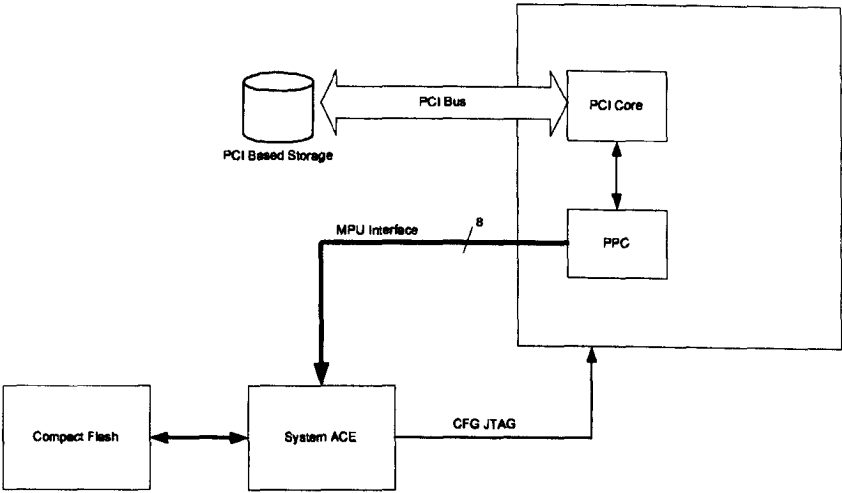 PCI Bus
PCI Core
PCI Based Storage
MPU Interface
8
PPC
Compact Flash
System ACE
CFG JTAG